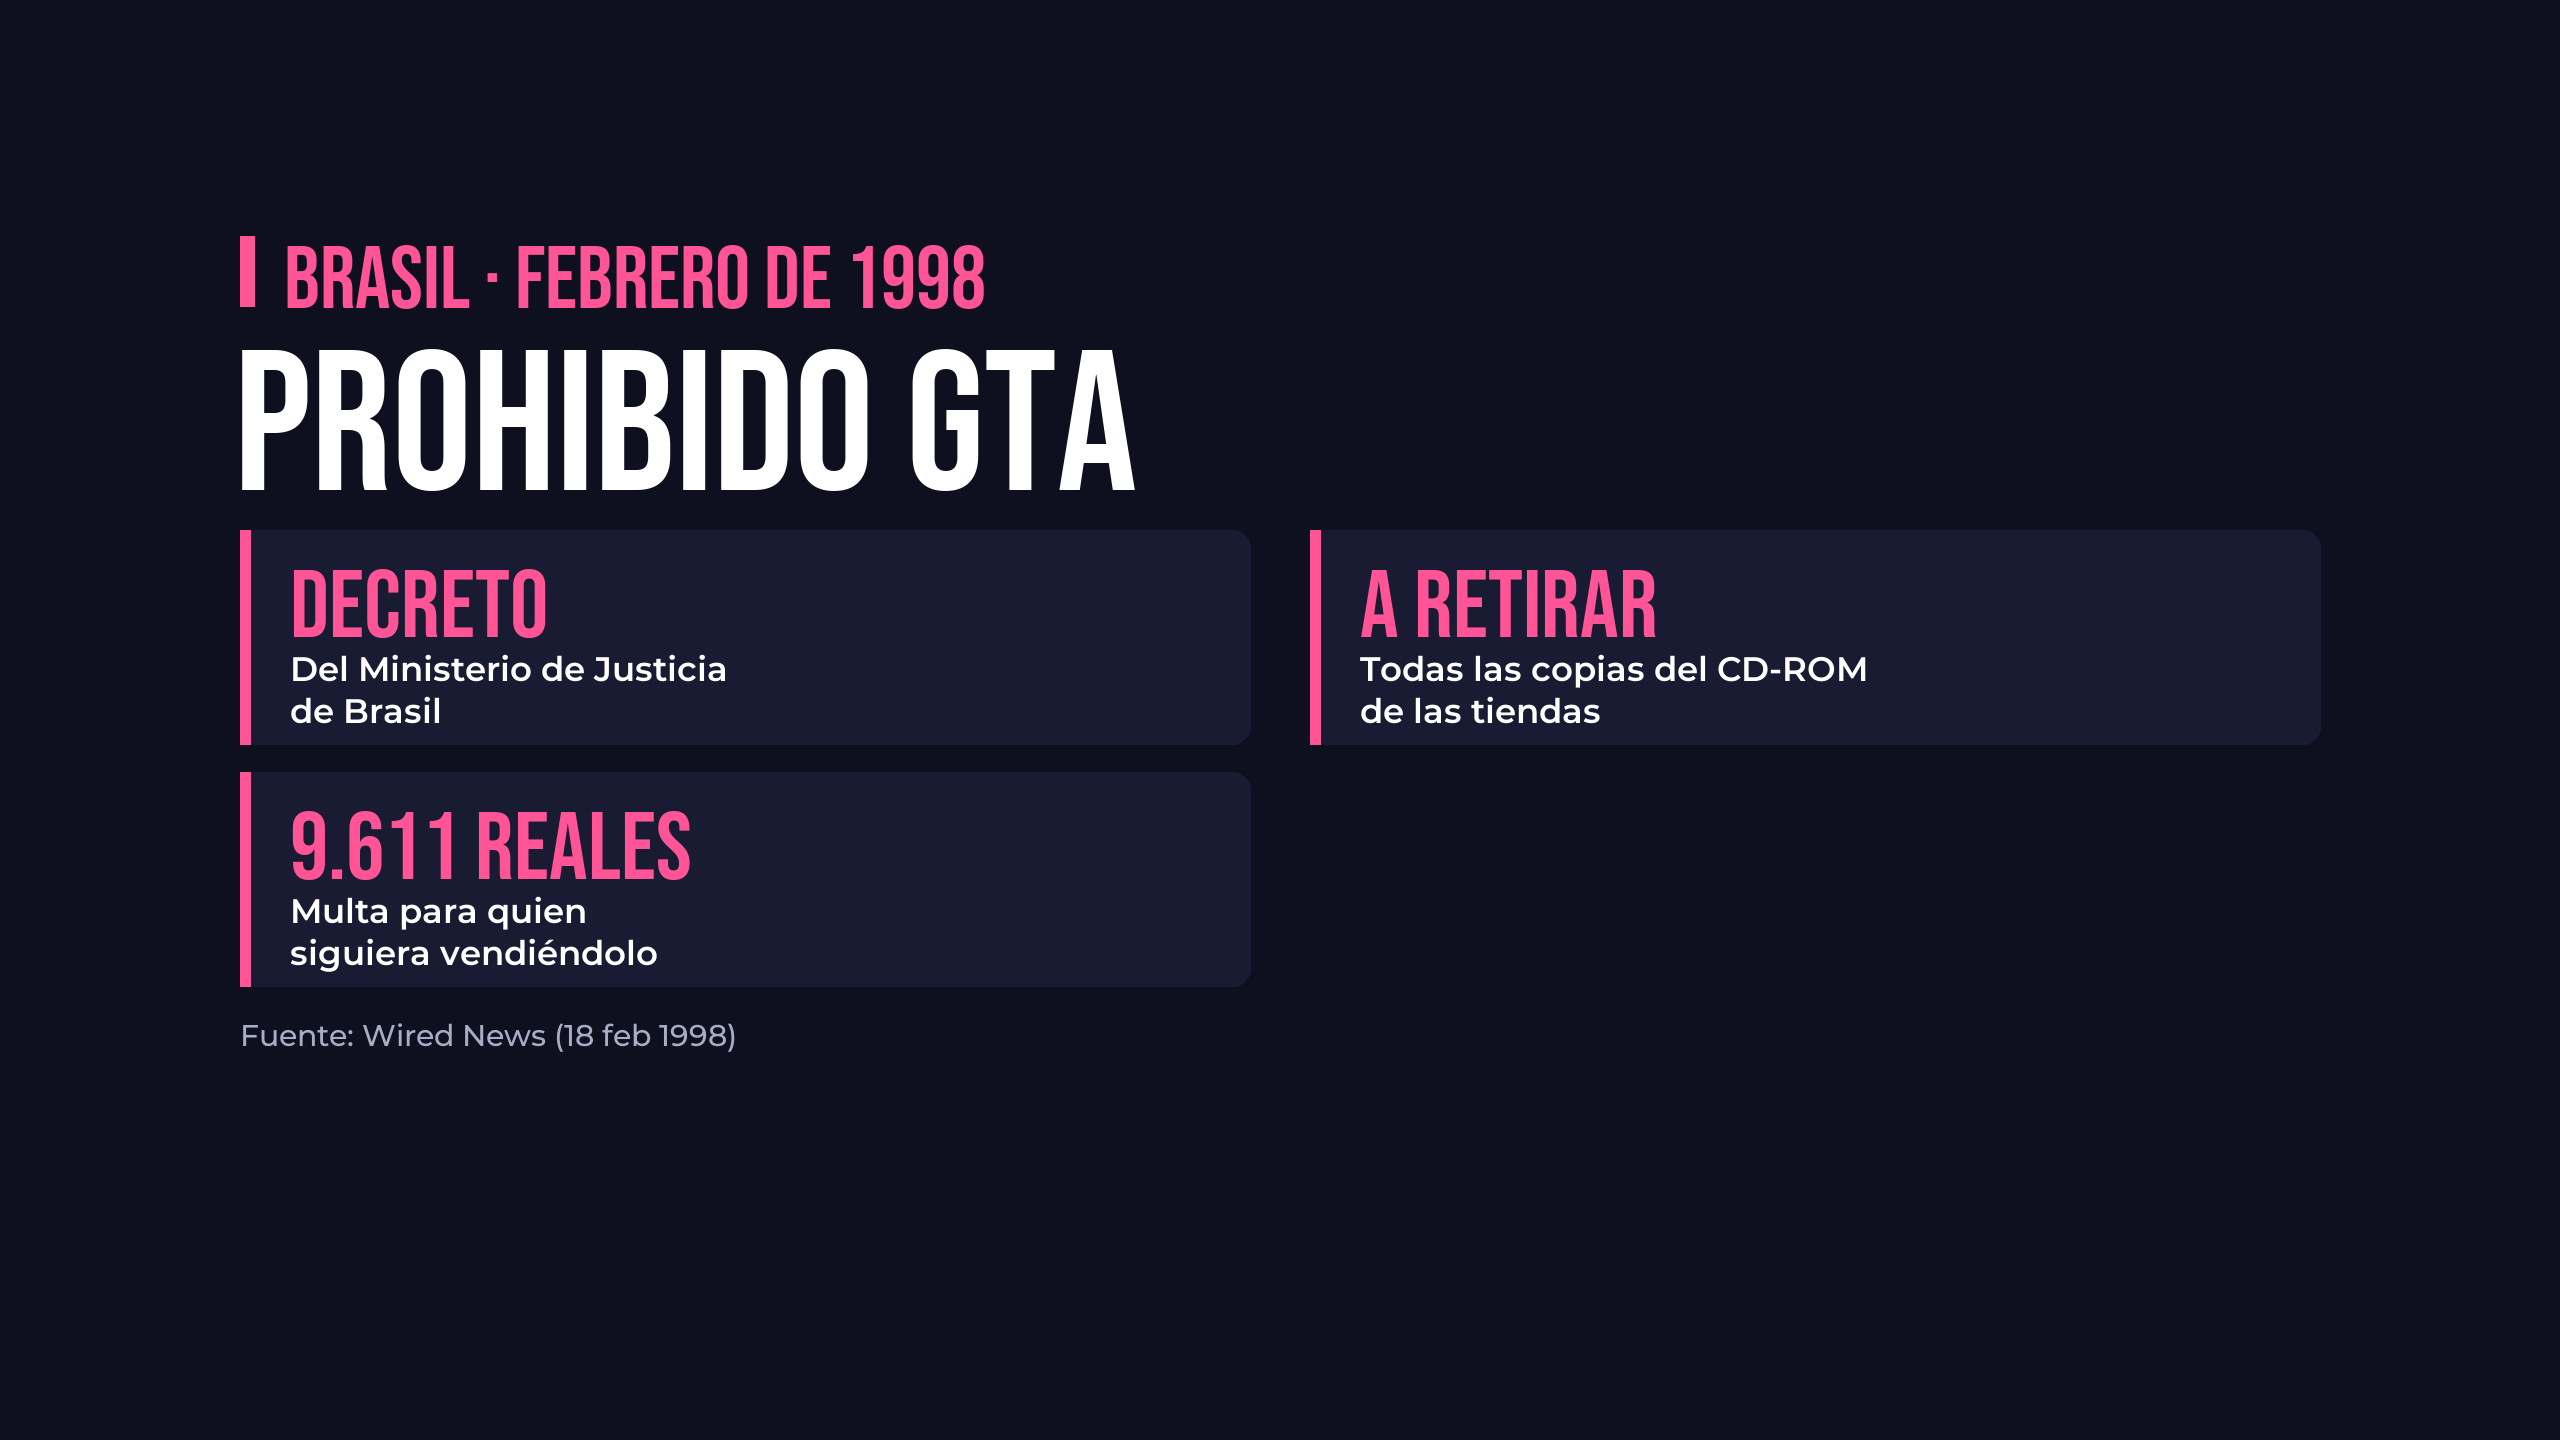 BRASIL · FEBRERO DE 1998
PROHIBIDO GTA
DECRETO
Del Ministerio de Justicia
de Brasil
A RETIRAR
Todas las copias del CD-ROM
de las tiendas
9.611 REALES
Multa para quien
siguiera vendiéndolo
Fuente: Wired News (18 feb 1998)